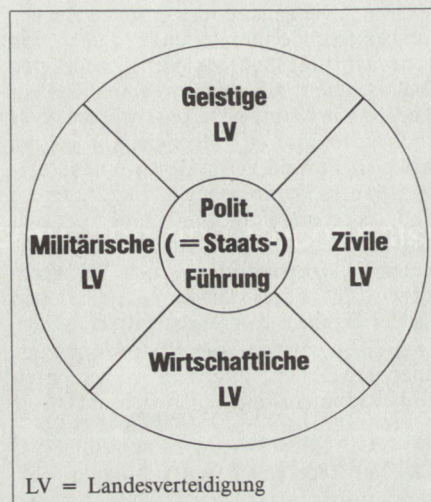 Geistige
LV
Militärische
LV
Polit.
(=Staats-)
Führung
Zivile
LV
Wirtschaftliche
LV
LV = Landesverteidigung